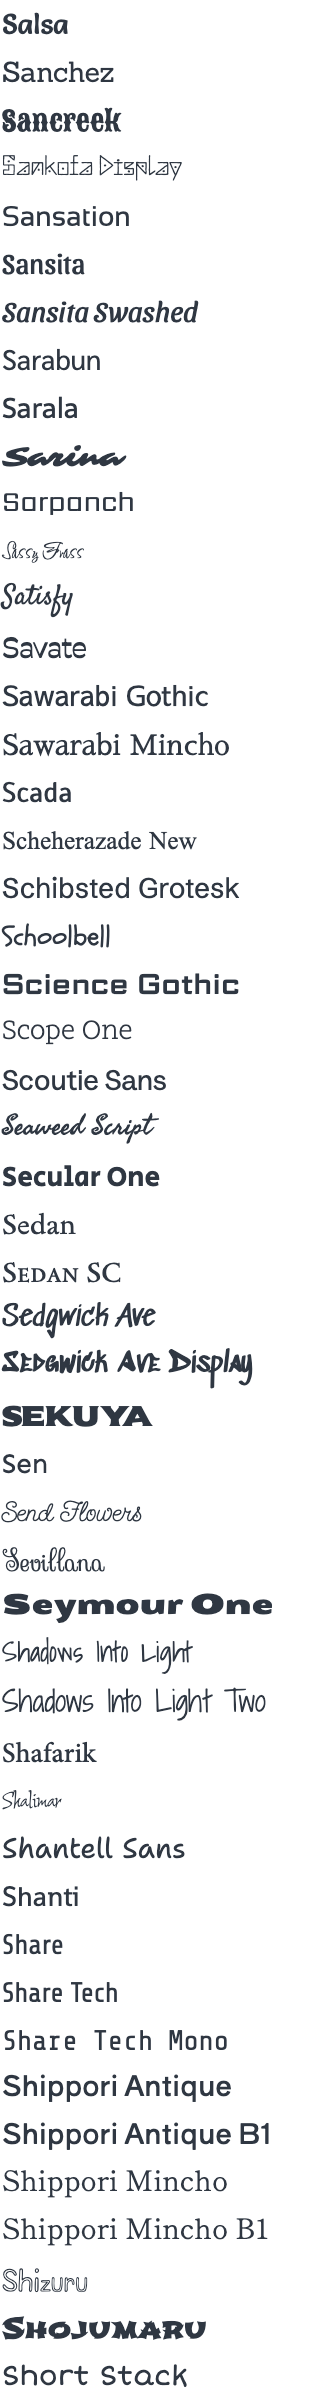 Salsa
Sanchez
Sancreek
Sankofa Display
Sansation
Sansita
Sansita Swashed
Sarabun
Sarala
Sarina
Sarpanch
Sassy Frass
Satisfy
Savate
Sawarabi Gothic
Sawarabi Mincho
Scada
Scheherazade New
Schibsted Grotesk
Schoolbell
Science Gothic
Scope One
Scoutie Sans
Seaweed Script
Secular One
Sedan
Sedan SC
Sedgwick Ave
Sedgwick Ave Display
SEKUYA
Sen
Send Flowers
Sevillana
Seymour One
Shadows Into Light
Shadows Into Light Two
Shafarik
Shalimar
Shantell Sans
Shanti
Share
Share Tech
Share Tech Mono
Shippori Antique
Shippori Antique B1
Shippori Mincho
Shippori Mincho B1
Shizuru
Shojumaru
Short Stack